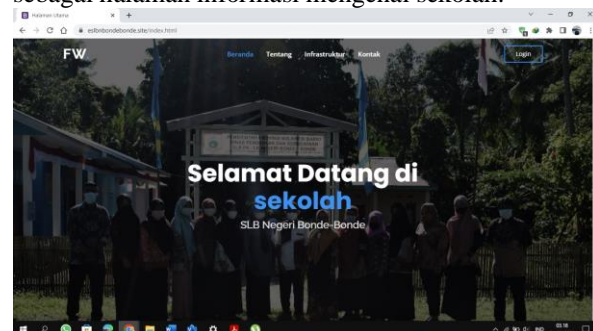 sebagai halaman informasi mengenai sekolah.
Halaman Utama
eslbnbondebonde.site/index.html
FW
Beranda Tentang Infrastruktur Kontak
Login
Selamat Datang di
sekolah
SLB Negeri Bonde-Bonde